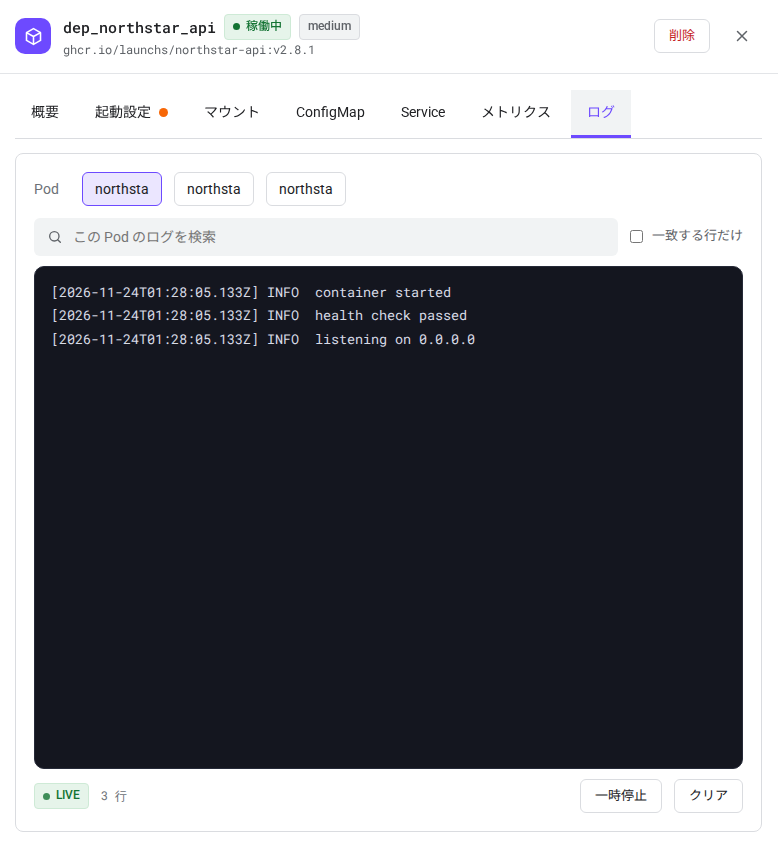 dep_northstar_api 稼働中 medium
ghcr.io/launchs/northstar-api:v2.8.1
削除
概要 起動設定 マウント ConfigMap Service メトリクス ログ
Pod northsta northsta northsta
この Pod のログを検索 一致する行だけ
[2026-11-24T01:28:05.133Z] INFO container started
[2026-11-24T01:28:05.133Z] INFO health check passed
[2026-11-24T01:28:05.133Z] INFO listening on 0.0.0.0
LIVE 3 行 一時停止 クリア